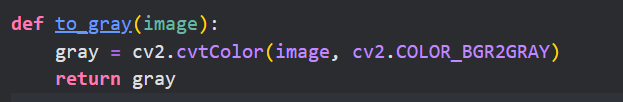 def to_gray(image):
    gray = cv2.cvtColor(image, cv2.COLOR_BGR2GRAY)
    return gray